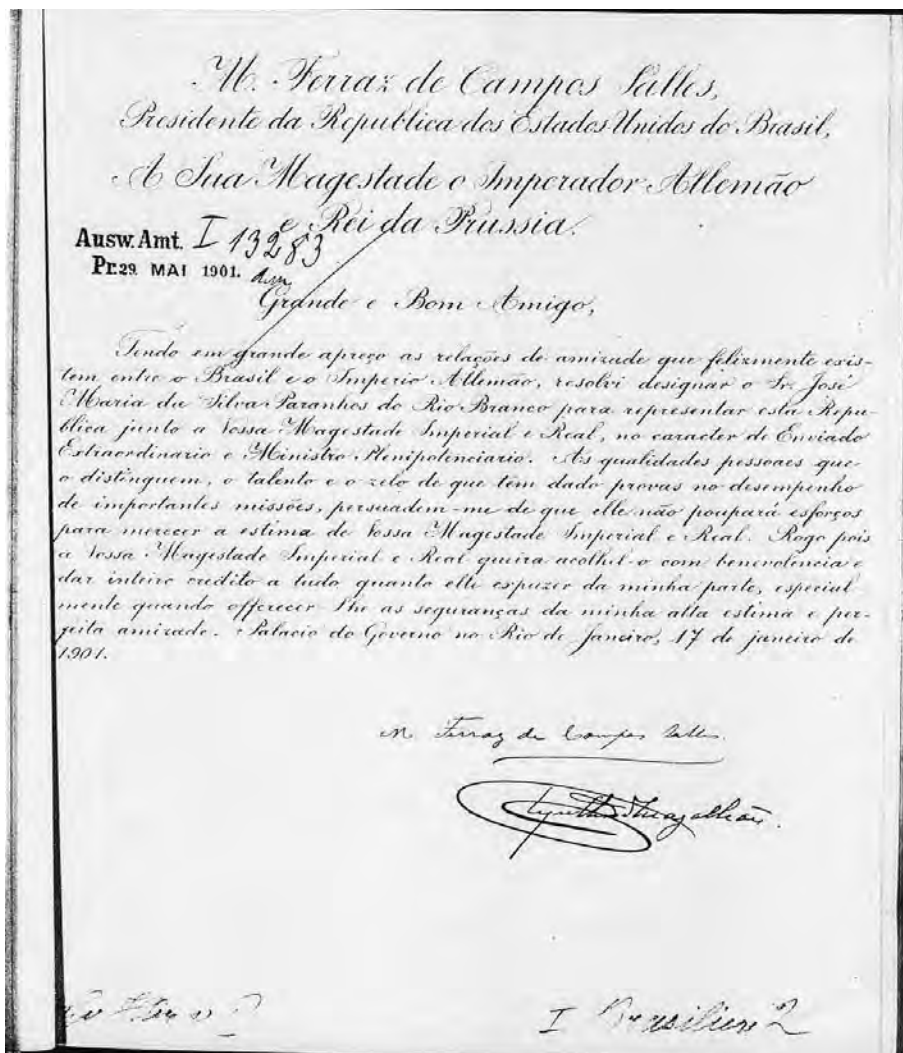 M. Ferraz de Campos Salles,
Presidente da Republica dos Estados Unidos do Brasil,
A Sua Magestade o Imperador Allemão
e Rei da Prussia.
Ausw. Amt. I 13283
Pr. 29. MAI 1901.
Grande e Bom Amigo,
Tendo em grande apreço as relações de amizade que felizmente exis-
tem entre o Brasil e o Imperio Allemão, resolvi designar o Sr. José
Maria da Silva Paranhos do Rio Branco para representar esta Repu-
blica junto a Vossa Magestade Imperial e Real, no caracter de Enviado
Extraordinario e Ministro Plenipotenciario. As qualidades pessoaes que
o distinguem, o talento e o zelo de que tem dado provas no desempenho
de importantes missões, persuadem-me de que elle não poupará esforços
para merecer a estima de Vossa Magestade Imperial e Real. Rogo pois
a Vossa Magestade Imperial e Real queira acolhel-o com benevolencia e
dar inteiro credito a tudo quanto elle expuzer da minha parte, especial
mente quando offerecer-lhe as seguranças da minha alta estima e per-
feita amizade. Palacio do Governo no Rio de Janeiro, 17 de janeiro de
1901.
M. Ferraz de Campos Salles.
Olyntho de Magalhães.
I Brasilien 2